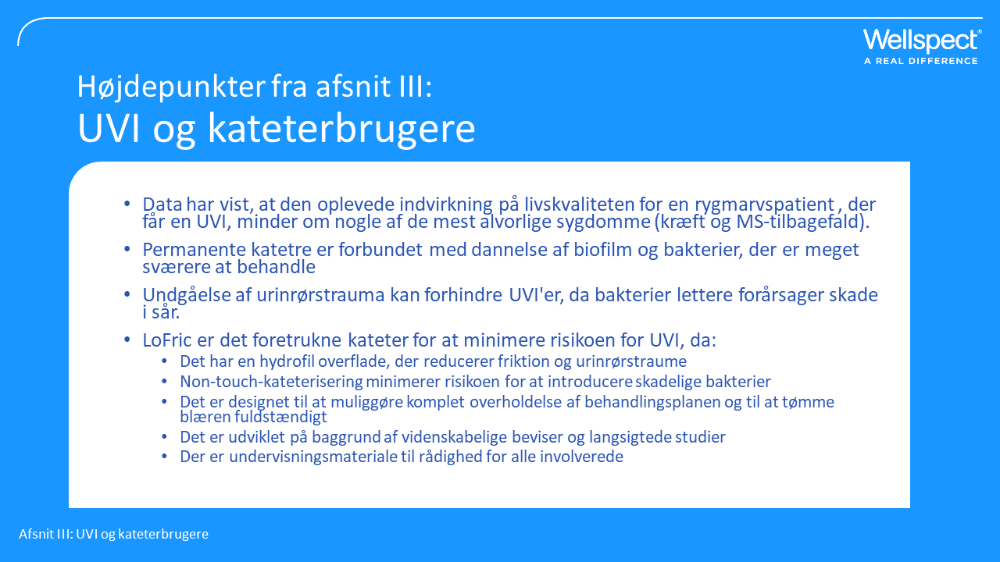 Wellspect®
A REAL DIFFERENCE
Højdepunkter fra afsnit III:
UVI og kateterbrugere
• Data har vist, at den oplevede indvirkning på livskvaliteten for en rygmarvspatient , der
får en UVI, minder om nogle af de mest alvorlige sygdomme (kræft og MS-tilbagefald).
• Permanente katetre er forbundet med dannelse af biofilm og bakterier, der er meget
sværere at behandle
• Undgåelse af urinrørstrauma kan forhindre UVI'er, da bakterier lettere forårsager skade
i sår.
• LoFric er det foretrukne kateter for at minimere risikoen for UVI, da:
• Det har en hydrofil overflade, der reducerer friktion og urinrørstraume
• Non-touch-kateterisering minimerer risikoen for at introducere skadelige bakterier
• Det er designet til at muliggøre komplet overholdelse af behandlingsplanen og til at tømme
blæren fuldstændigt
• Det er udviklet på baggrund af videnskabelige beviser og langsigtede studier
• Der er undervisningsmateriale til rådighed for alle involverede
Afsnit III: UVI og kateterbrugere